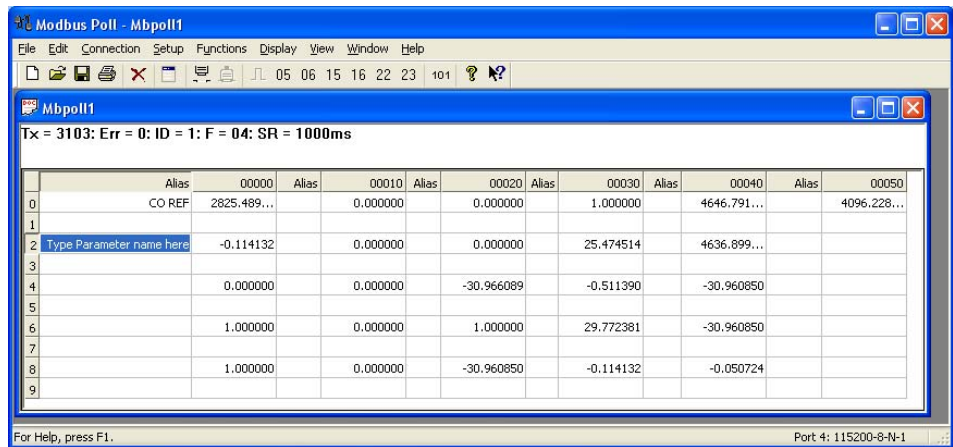 Modbus Poll - Mbpoll1
File Edit Connection Setup Functions Display View Window Help
05 06 15 16 22 23 101
Mbpoll1
Tx = 3103: Err = 0: ID = 1: F = 04: SR = 1000ms
Alias 00000 Alias 00010 Alias 00020 Alias 00030 Alias 00040 Alias 00050
0 CO REF 2825.489... 0.000000 0.000000 1.000000 4646.791... 4096.228...
1
2 Type Parameter name here -0.114132 0.000000 0.000000 25.474514 4636.899...
3
4 0.000000 0.000000 -30.966089 -0.511390 -30.960850
5
6 1.000000 0.000000 1.000000 29.772381 -30.960850
7
8 1.000000 0.000000 -30.960850 -0.114132 -0.050724
9
For Help, press F1. Port 4: 115200-8-N-1